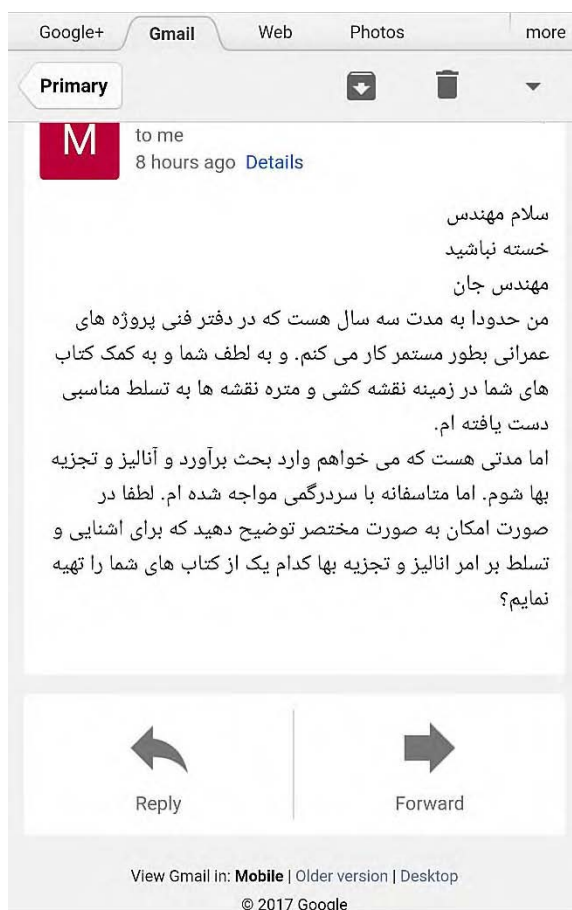 Google+ Gmail Web Photos more
Primary
M
to me
8 hours ago Details
سلام مهندس
خسته نباشید
مهندس جان
من حدودا به مدت سه سال هست که در دفتر فنی پروژه های
عمرانی بطور مستمر کار می کنم. و به لطف شما و به کمک کتاب
های شما در زمینه نقشه کشی و متره نقشه ها به تسلط مناسبی
دست یافته ام.
اما مدتی هست که می خواهم وارد بحث برآورد و آنالیز و تجزیه
بها شوم. اما متاسفانه با سردرگمی مواجه شده ام. لطفا در
صورت امکان به صورت مختصر توضیح دهید که برای اشنایی و
تسلط بر امر انالیز و تجزیه بها کدام یک از کتاب های شما را تهیه
نمایم؟
Reply Forward
View Gmail in: Mobile | Older version | Desktop
© 2017 Google